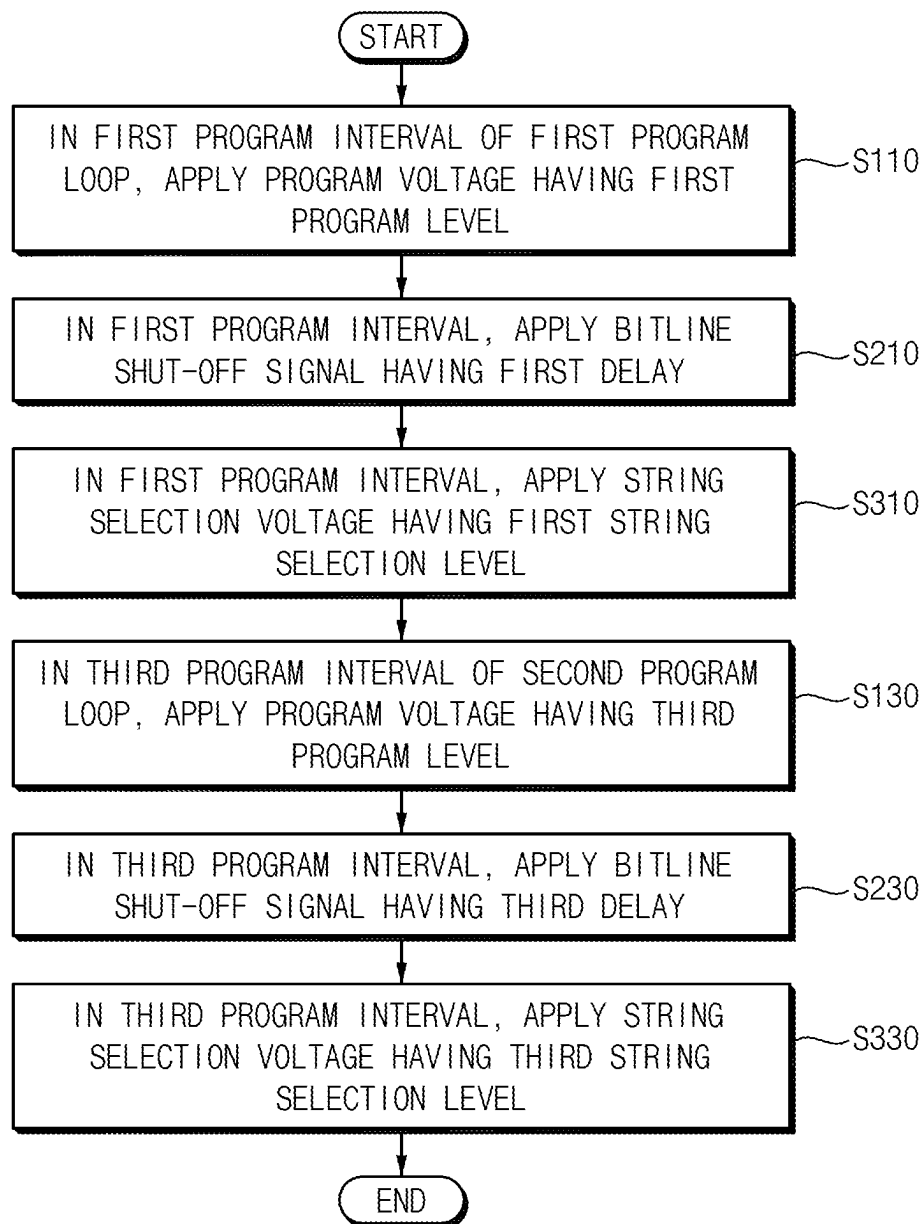 START
IN FIRST PROGRAM INTERVAL OF FIRST PROGRAM
LOOP, APPLY PROGRAM VOLTAGE HAVING FIRST
PROGRAM LEVEL
S110
IN FIRST PROGRAM INTERVAL, APPLY BITLINE
SHUT-OFF SIGNAL HAVING FIRST DELAY
S210
IN FIRST PROGRAM INTERVAL, APPLY STRING
SELECTION VOLTAGE HAVING FIRST STRING
SELECTION LEVEL
S310
IN THIRD PROGRAM INTERVAL OF SECOND PROGRAM
LOOP, APPLY PROGRAM VOLTAGE HAVING THIRD
PROGRAM LEVEL
S130
IN THIRD PROGRAM INTERVAL, APPLY BITLINE
SHUT-OFF SIGNAL HAVING THIRD DELAY
S230
IN THIRD PROGRAM INTERVAL, APPLY STRING
SELECTION VOLTAGE HAVING THIRD STRING
SELECTION LEVEL
S330
END